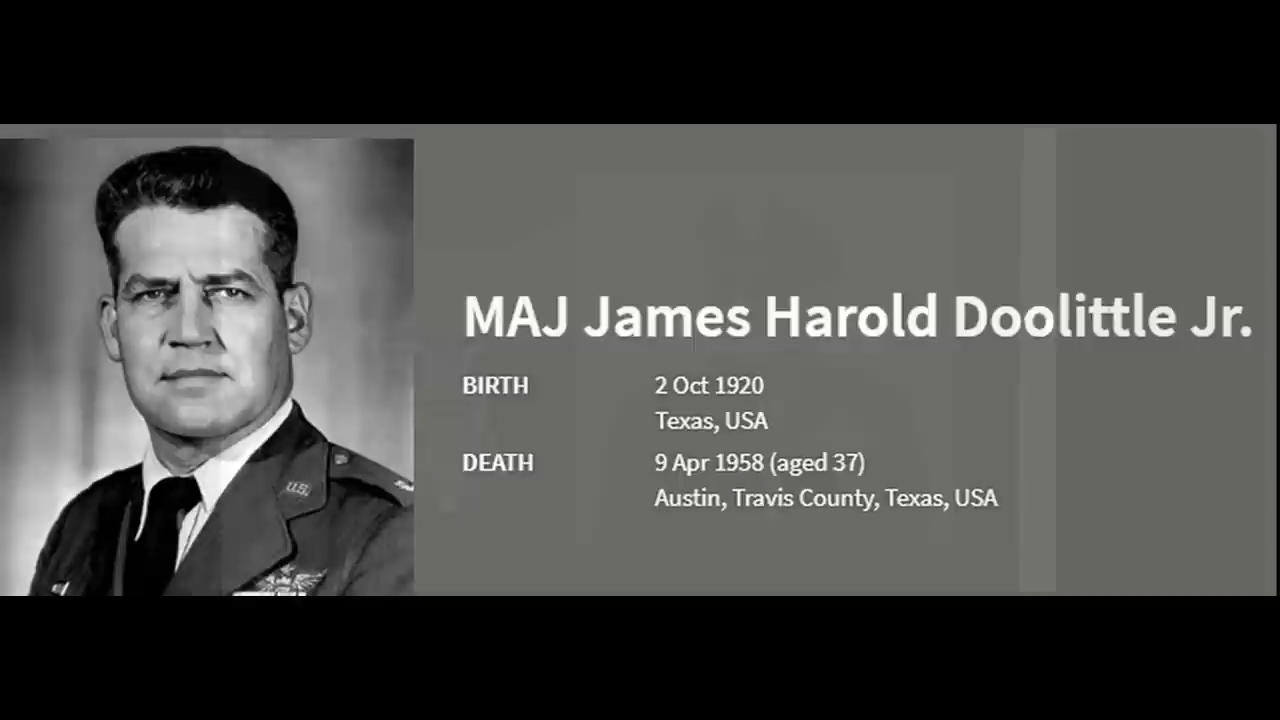 MAJ James Harold Doolittle Jr.
BIRTH 2 Oct 1920
Texas, USA
DEATH 9 Apr 1958 (aged 37)
Austin, Travis County, Texas, USA
U.S.